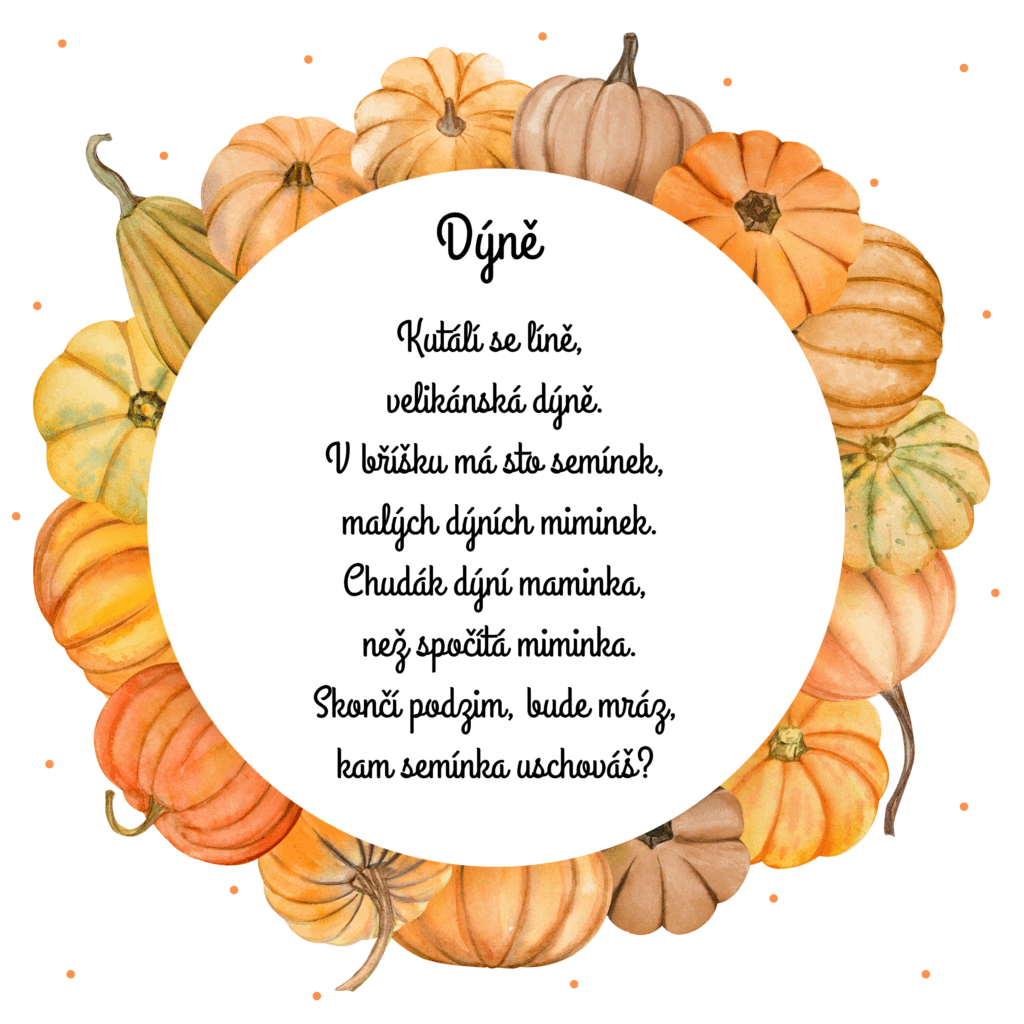 Dýně
Kutálí se líně,
velikánská dýně.
V bříšku má sto semínek,
malých dýních miminek.
Chudák dýní maminka,
než spočítá miminka.
Skončí podzim, bude mráz,
kam semínka uschováš?